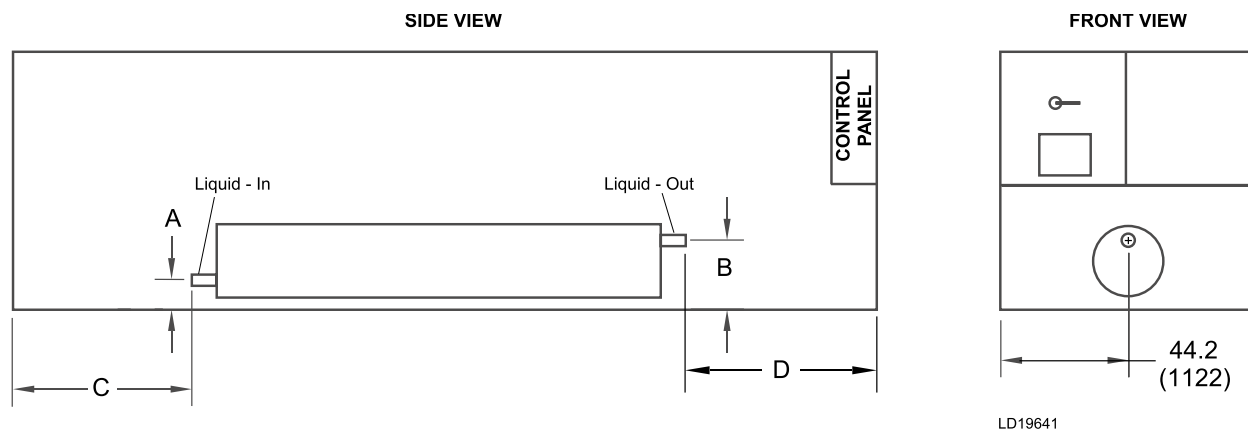 SIDE VIEW
FRONT VIEW
CONTROL
PANEL
Liquid - In
Liquid - Out
A
B
C
D
44.2
(1122)
LD19641